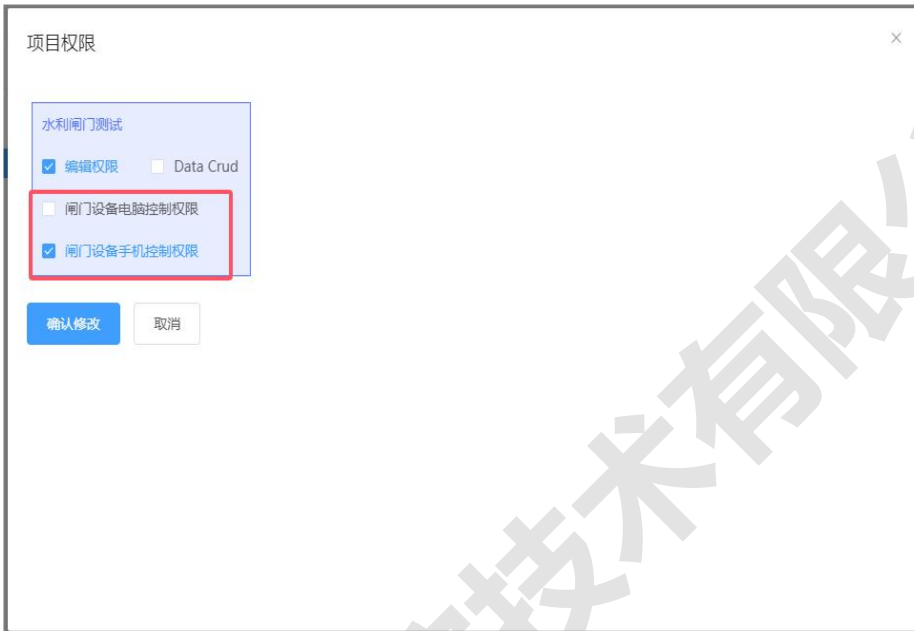 项目权限
水利闸门测试
编辑权限 Data Crud
闸门设备电脑控制权限
闸门设备手机控制权限
确认修改 取消
技术有限公